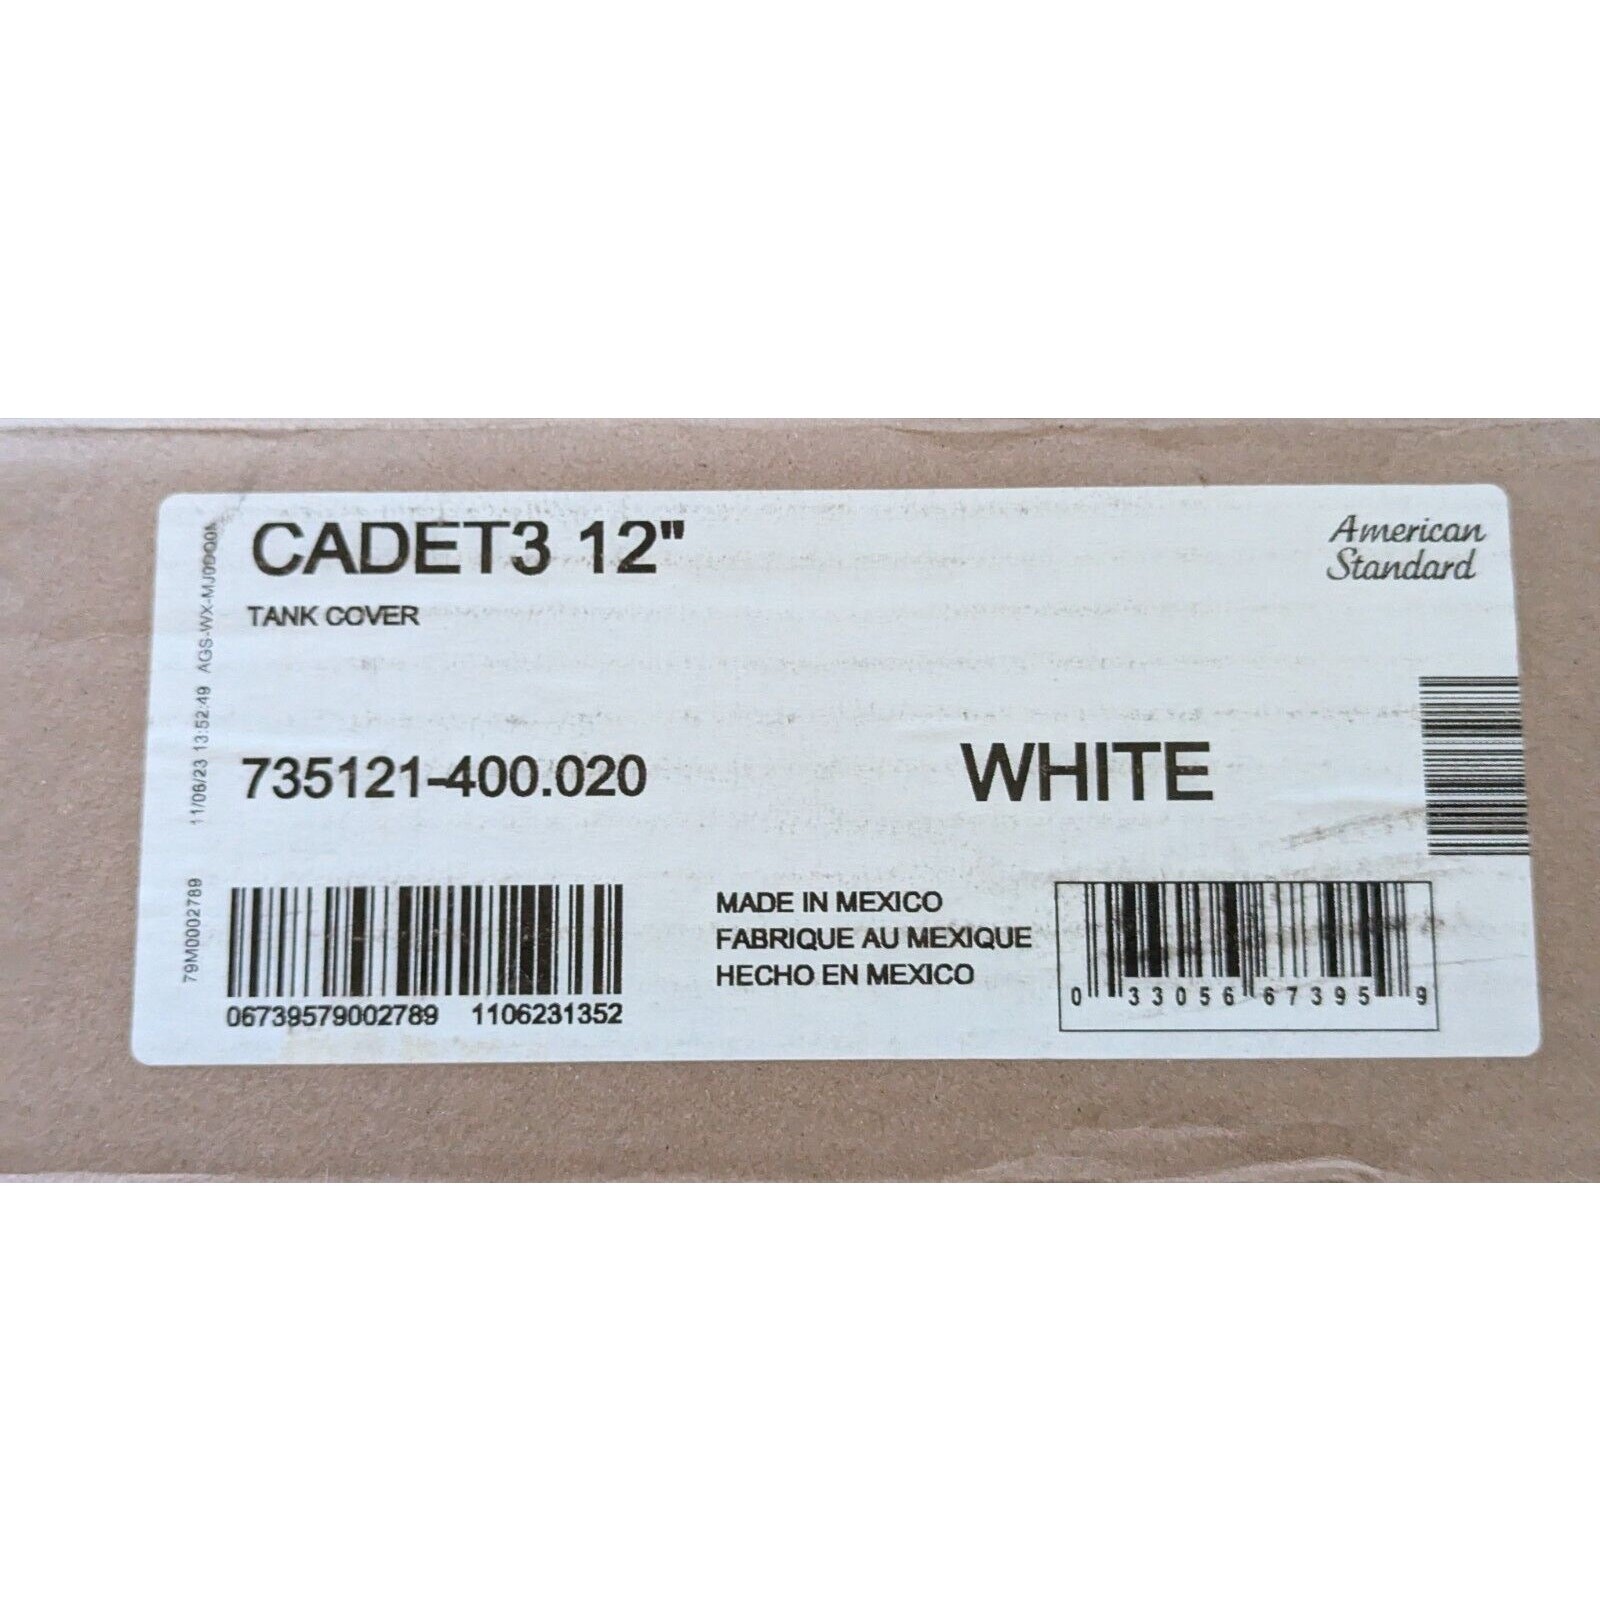 CADET3 12"
American
Standard
TANK COVER
735121-400.020
WHITE
MADE IN MEXICO
FABRIQUE AU MEXIQUE
HECHO EN MEXICO
06739579002789 1106231352
0 33056 67395 9
79M0002789 11/06/23 13:52:49